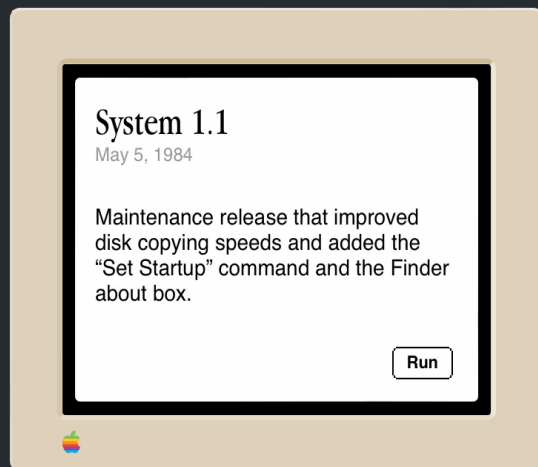 System 1.1
May 5, 1984
Maintenance release that improved
disk copying speeds and added the
“Set Startup” command and the Finder
about box.
Run